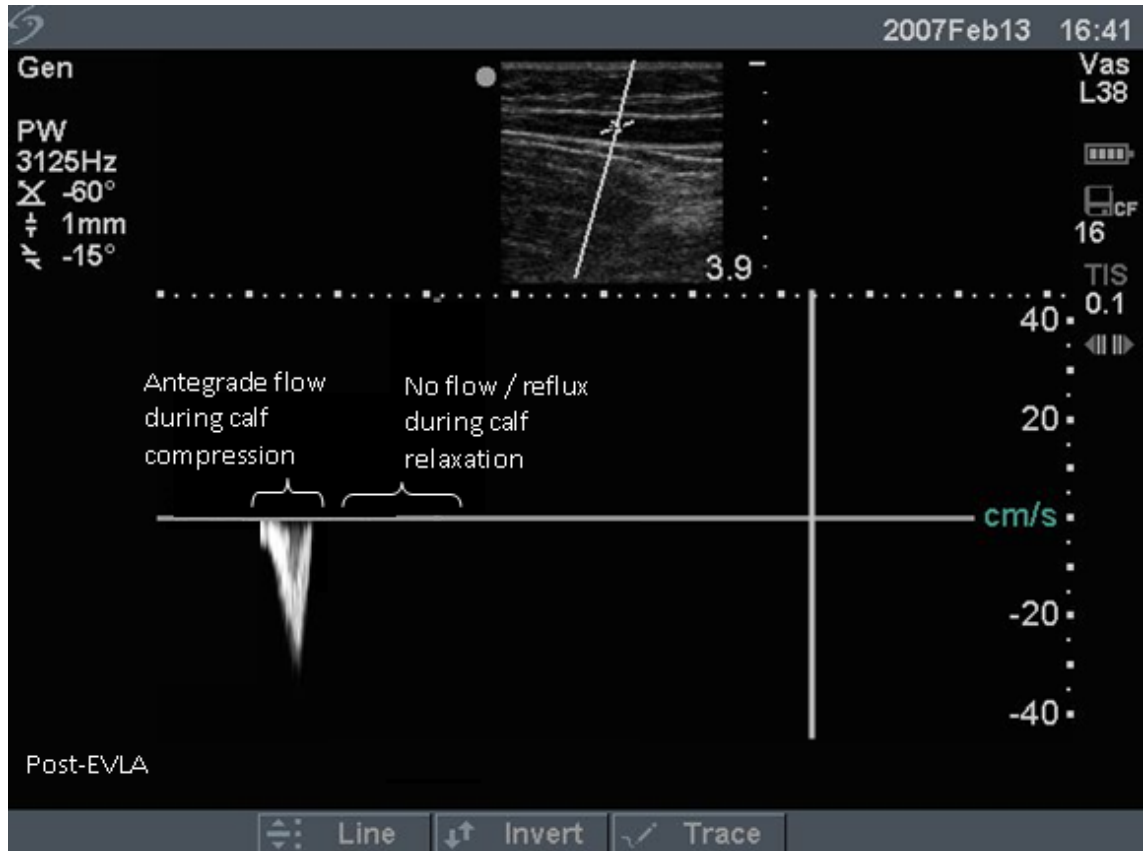 2007Feb13 16:41
Gen
Vas
L38
PW
3125Hz
-60°
1mm
-15°
CF
16
3.9
TIS
0.1
40
Antegrade flow
during calf
compression
No flow / reflux
during calf
relaxation
20
cm/s
-20
-40
Post-EVLA
Line Invert Trace